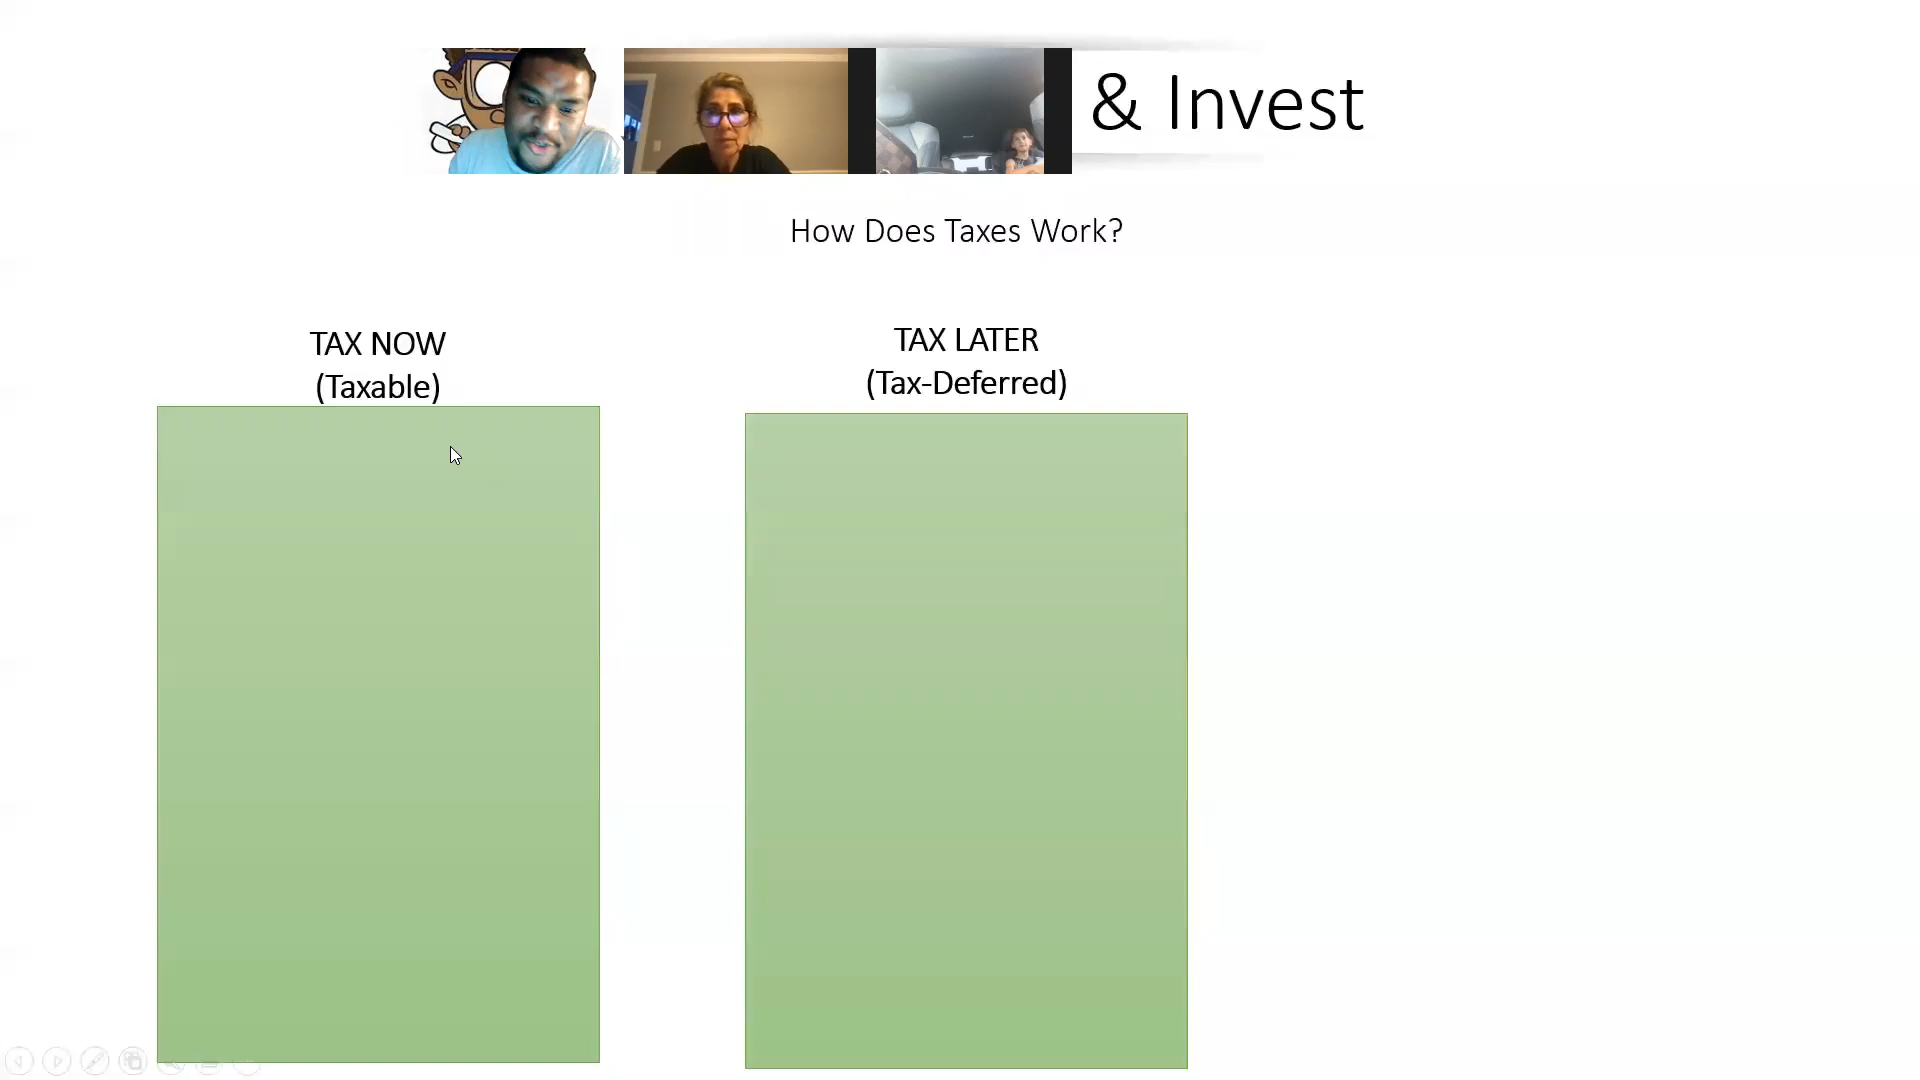 & Invest
How Does Taxes Work?
TAX NOW
(Taxable)
TAX LATER
(Tax-Deferred)